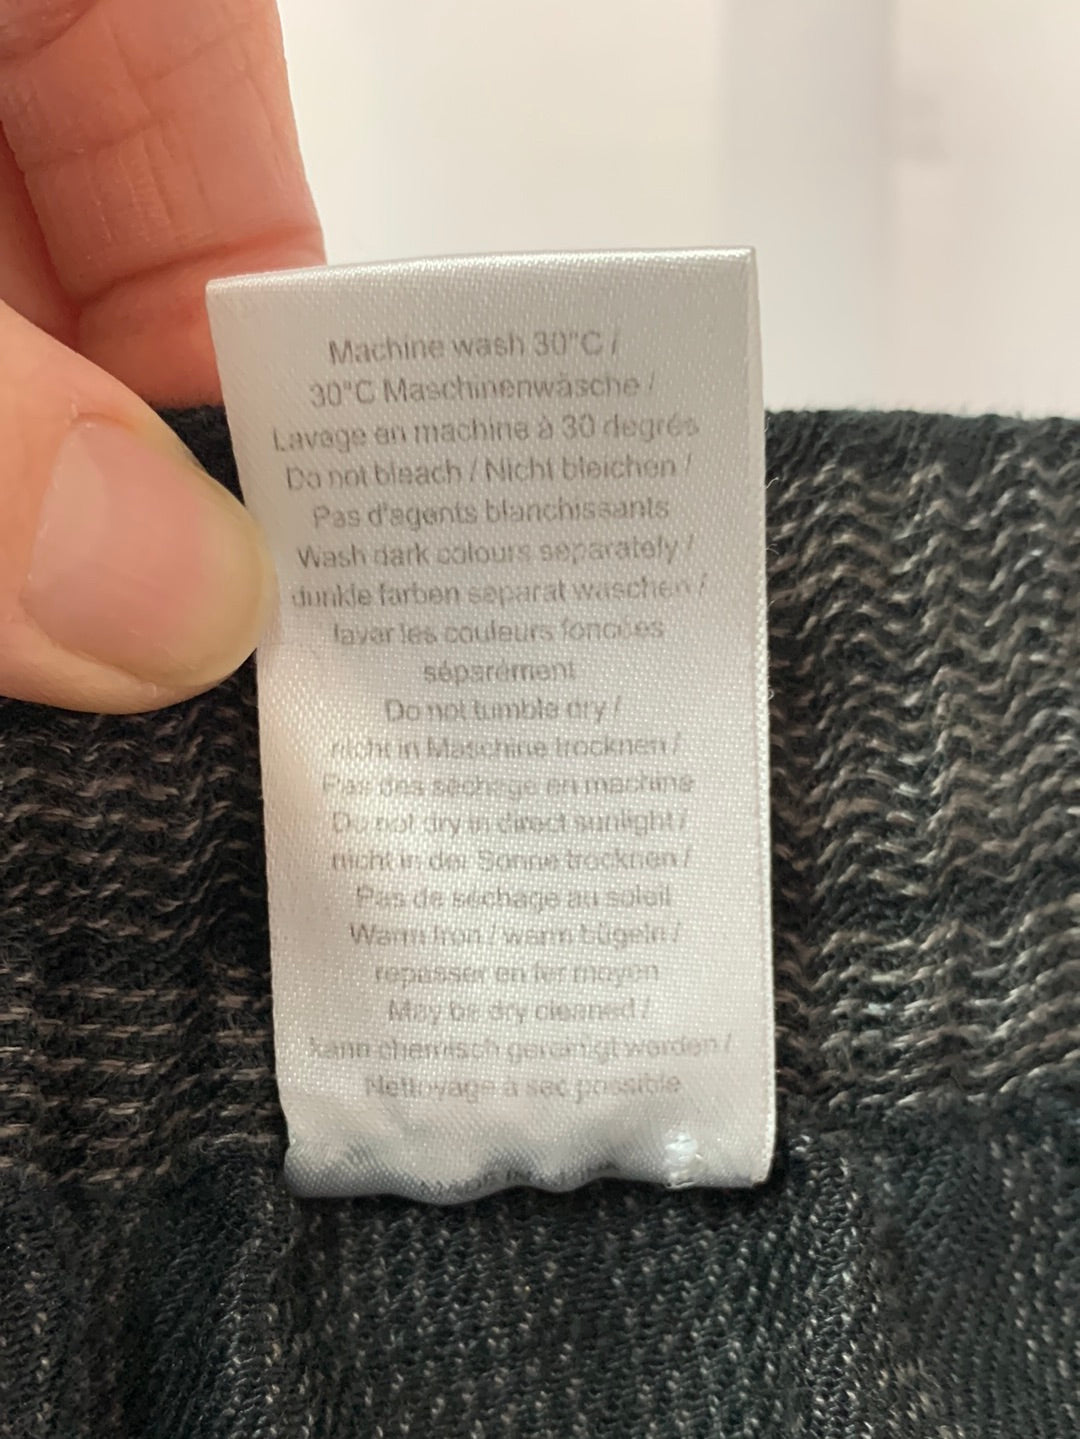 Machine wash 30"C /
30"C Maschinenwäsche /
Lavage en machine à 30 degrés
Do not bleach / Nicht bleichen /
Pas d'agents blanchissants
Wash dark colours separately /
dunkle farben separat waschen /
laver les couleurs foncées
séparément
Do not tumble dry /
nicht in Maschine trocknen /
Pas des séchage en machine
Do not dry in direct sunlight /
nicht in der Sonne trocknen /
Pas de séchage au soleil
Warm Iron / warm bügeln /
repasser en fer moyen
May be dry cleaned /
kann chemisch gereinigt werden /
Nettoyage à sec possible